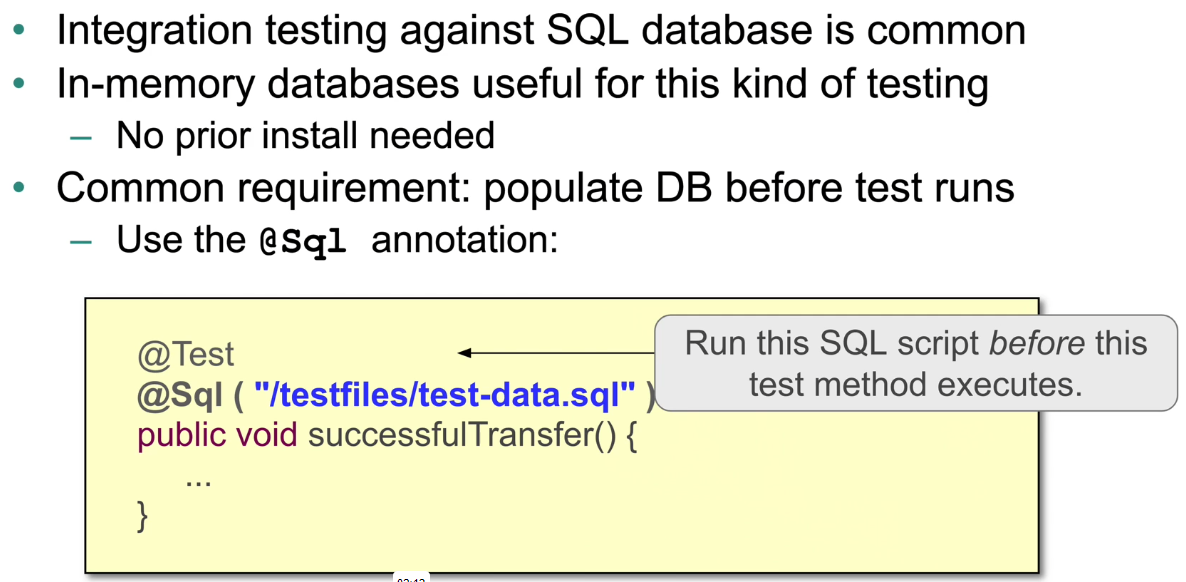 • Integration testing against SQL database is common
• In-memory databases useful for this kind of testing
– No prior install needed
• Common requirement: populate DB before test runs
– Use the @Sql annotation:
@Test
@Sql ( "/testfiles/test-data.sql" )
public void successfulTransfer() {
...
}
Run this SQL script before this
test method executes.